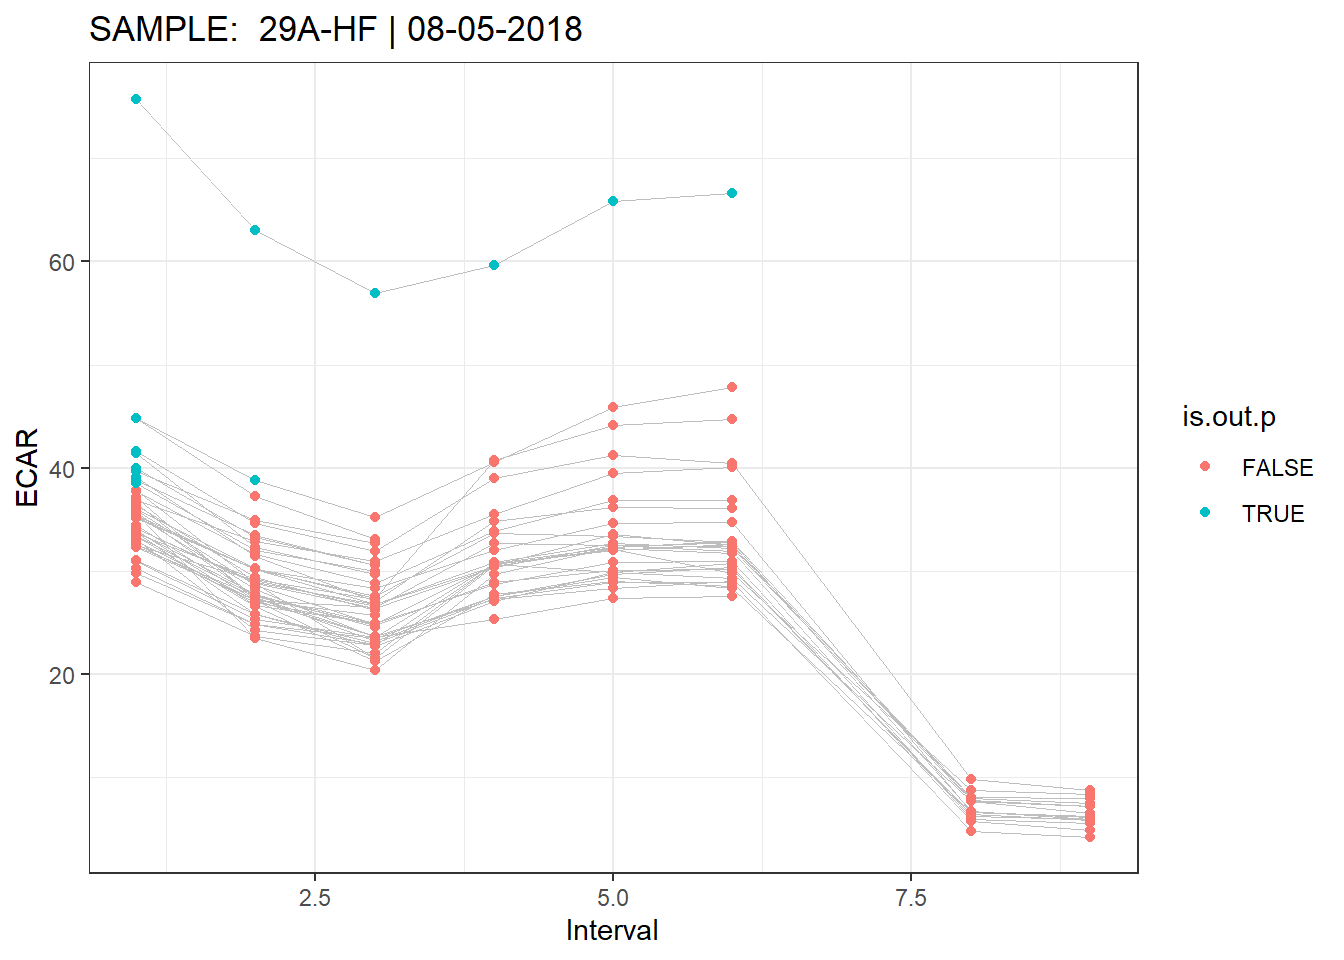 SAMPLE:  29A-HF | 08-05-2018
60
40
20
ECAR
2.5
5.0
7.5
Interval
is.out.p
FALSE
TRUE